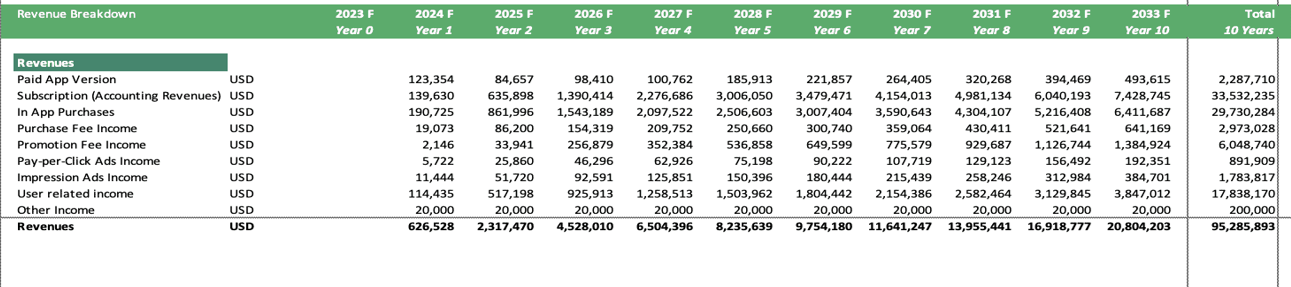 Revenue Breakdown 2023 F 2024 F 2025 F 2026 F 2027 F 2028 F 2029 F 2030 F 2031 F 2032 F 2033 F Total
Year 0 Year 1 Year 2 Year 3 Year 4 Year 5 Year 6 Year 7 Year 8 Year 9 Year 10 10 Years
Revenues
Paid App Version USD 123,354 84,657 98,410 100,762 185,913 221,857 264,405 320,268 394,469 493,615 2,287,710
Subscription (Accounting Revenues) USD 139,630 635,898 1,390,414 2,276,686 3,006,050 3,479,471 4,154,013 4,981,134 6,040,193 7,428,745 33,532,235
In App Purchases USD 190,725 861,996 1,543,189 2,097,522 2,506,603 3,007,404 3,590,643 4,304,107 5,216,408 6,411,687 29,730,284
Purchase Fee Income USD 19,073 86,200 154,319 209,752 250,660 300,740 359,064 430,411 521,641 641,169 2,973,028
Promotion Fee Income USD 2,146 33,941 256,879 352,384 536,858 649,599 775,579 929,687 1,126,744 1,384,924 6,048,740
Pay-per-Click Ads Income USD 5,722 25,860 46,296 62,926 75,198 90,222 107,719 129,123 156,492 192,351 891,909
Impression Ads Income USD 11,444 51,720 92,591 125,851 150,396 180,444 215,439 258,246 312,984 384,701 1,783,817
User related income USD 114,435 517,198 925,913 1,258,513 1,503,962 1,804,442 2,154,386 2,582,464 3,129,845 3,847,012 17,838,170
Other Income USD 20,000 20,000 20,000 20,000 20,000 20,000 20,000 20,000 20,000 20,000 200,000
Revenues USD 626,528 2,317,470 4,528,010 6,504,396 8,235,639 9,754,180 11,641,247 13,955,441 16,918,777 20,804,203 95,285,893